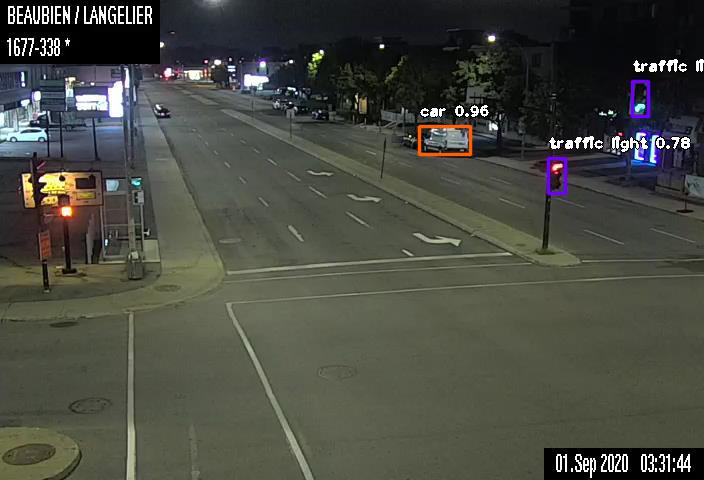 BEAUBIEN / LANGELIER
1677-338 *
traffic li
car 0.96
traffic light 0.78
01.Sep 2020 03:31:44